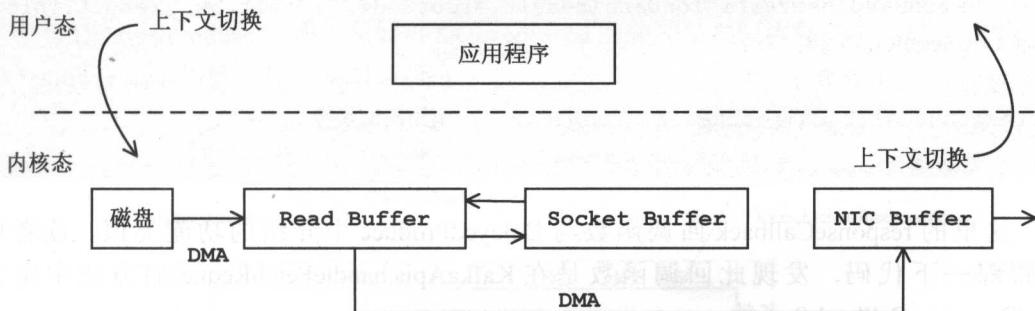 用户态
上下文切换
应用程序
内核态
上下文切换
磁盘
Read Buffer
Socket Buffer
NIC Buffer
DMA
DMA